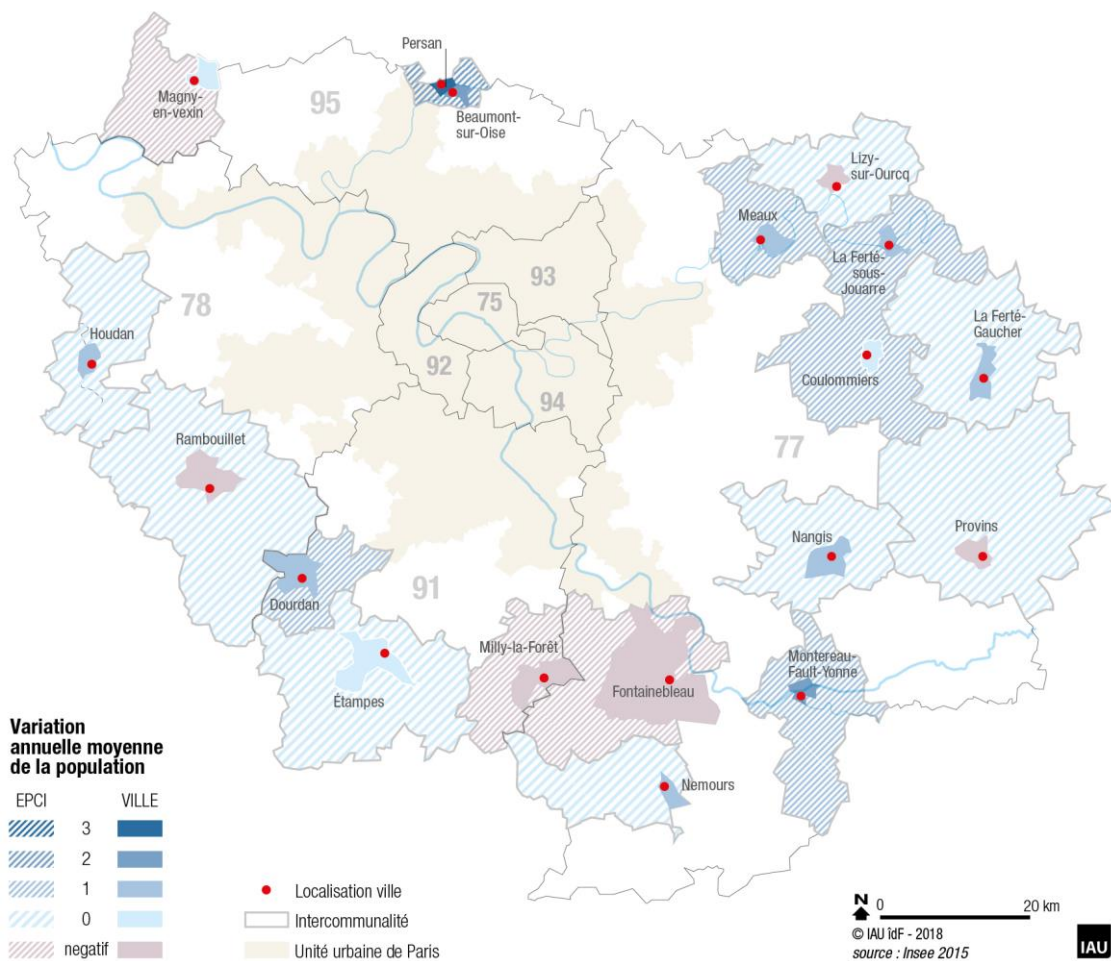 Persan
Magny-
en-vexin
95
Beaumont-
sur-Oise
Lizy-
sur-Ourcq
Meaux
La Ferté-
sous-
Jouarre
93
75
78
La Ferté-
Gaucher
Houdan
92
94
Coulommiers
77
Rambouillet
Nangis
Provins
Dourdan
91
Milly-la-Forêt
Montereau-
Fault-Yonne
Étampes
Fontainebleau
Nemours
Variation
annuelle moyenne
de la population
EPCI VILLE
3
2
1
0
negatif
Localisation ville
Intercommunalité
Unité urbaine de Paris
N 0 20 km
© IAU îdF - 2018
source : Insee 2015
IAU